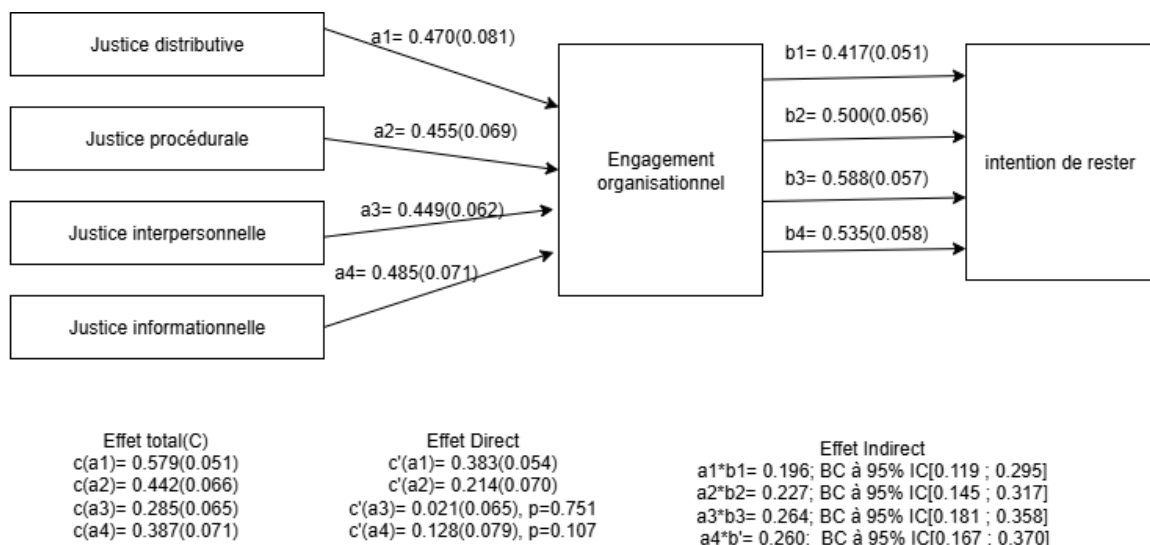 Justice distributive
a1= 0.470(0.081)
Justice procédurale
a2= 0.455(0.069)
Justice interpersonnelle
a3= 0.449(0.062)
Justice informationnelle
a4= 0.485(0.071)
Engagement
organisationnel
b1= 0.417(0.051)
b2= 0.500(0.056)
b3= 0.588(0.057)
b4= 0.535(0.058)
intention de rester
Effet total(C)
c(a1)= 0.579(0.051)
c(a2)= 0.442(0.066)
c(a3)= 0.285(0.065)
c(a4)= 0.387(0.071)
Effet Direct
c'(a1)= 0.383(0.054)
c'(a2)= 0.214(0.070)
c'(a3)= 0.021(0.065), p=0.751
c'(a4)= 0.128(0.079), p=0.107
Effet Indirect
a1*b1= 0.196; BC à 95% IC[0.119 ; 0.295]
a2*b2= 0.227; BC à 95% IC[0.145 ; 0.317]
a3*b3= 0.264; BC à 95% IC[0.181 ; 0.358]
a4*b'= 0.260; BC à 95% IC[0.167 ; 0.370]